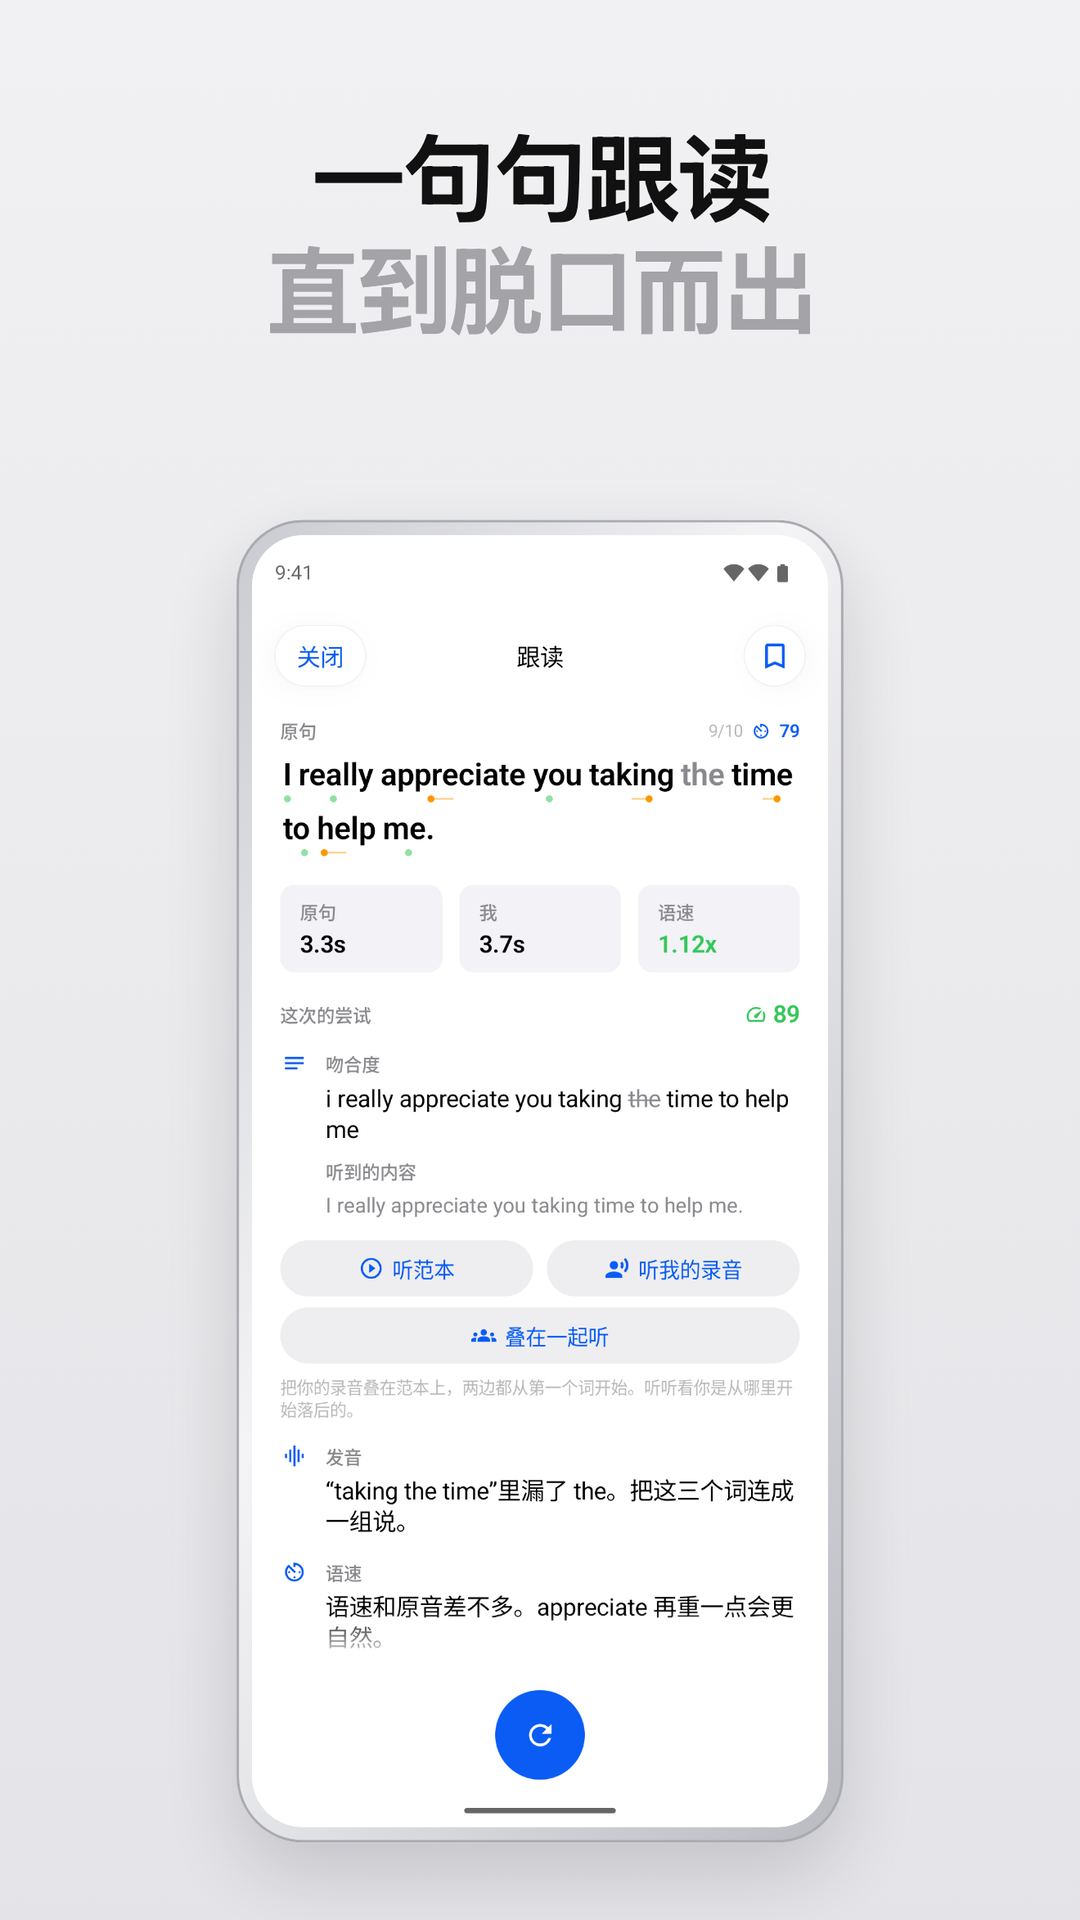 一句句跟读
直到脱口而出
9:41
关闭
跟读
原句
9/10 79
I really appreciate you taking the time
to help me.
原句
3.3s
我
3.7s
语速
1.12x
这次的尝试
89
吻合度
i really appreciate you taking the time to help
me
听到的内容
I really appreciate you taking time to help me.
听范本
听我的录音
叠在一起听
把你的录音叠在范本上，两边都从第一个词开始。听听看你是从哪里开
始落后的。
发音
“taking the time”里漏了 the。把这三个词连成
一组说。
语速
语速和原音差不多。appreciate 再重一点会更
自然。